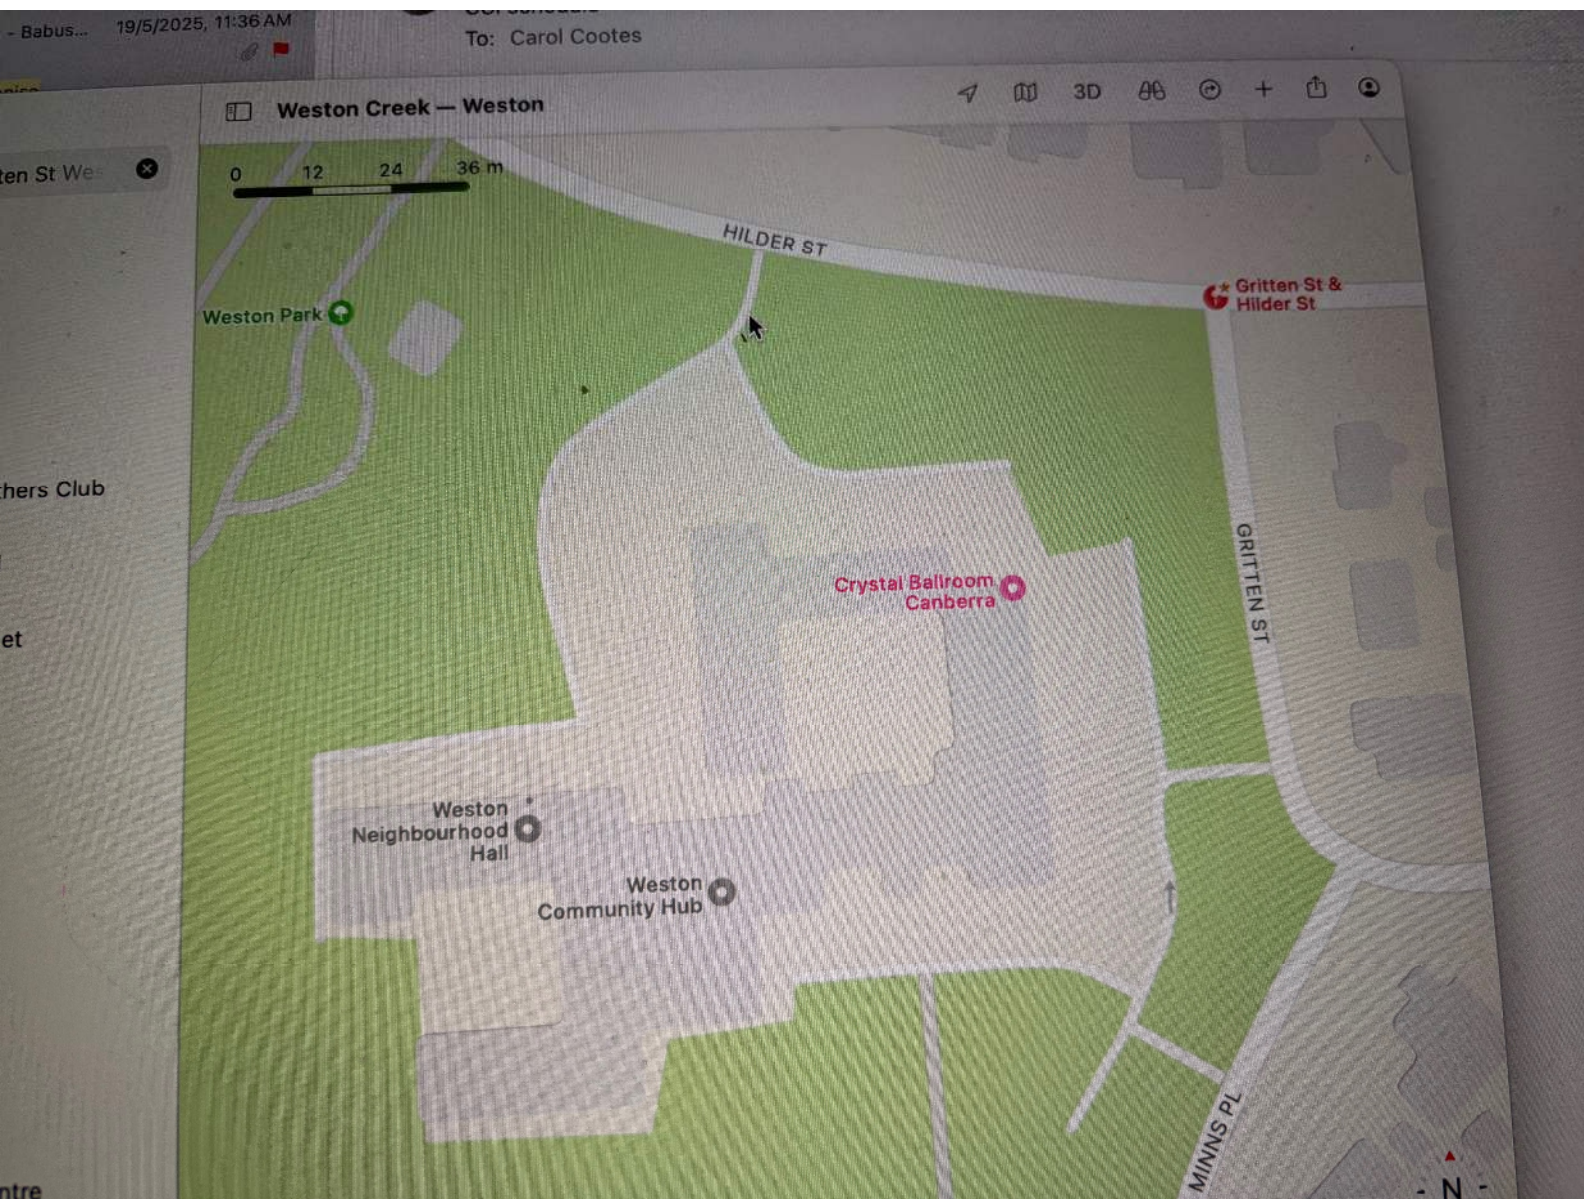 - Babus...
19/5/2025, 11:36 AM
To: Carol Cootes
Weston Creek — Weston
3D
ten St Wes
0 12 24 36 m
HILDER ST
Gritten St &
Hilder St
Weston Park
hers Club
GRITTEN ST
Crystal Ballroom
Canberra
et
Weston
Neighbourhood
Hall
Weston
Community Hub
MINNS PL
ntre
- N -